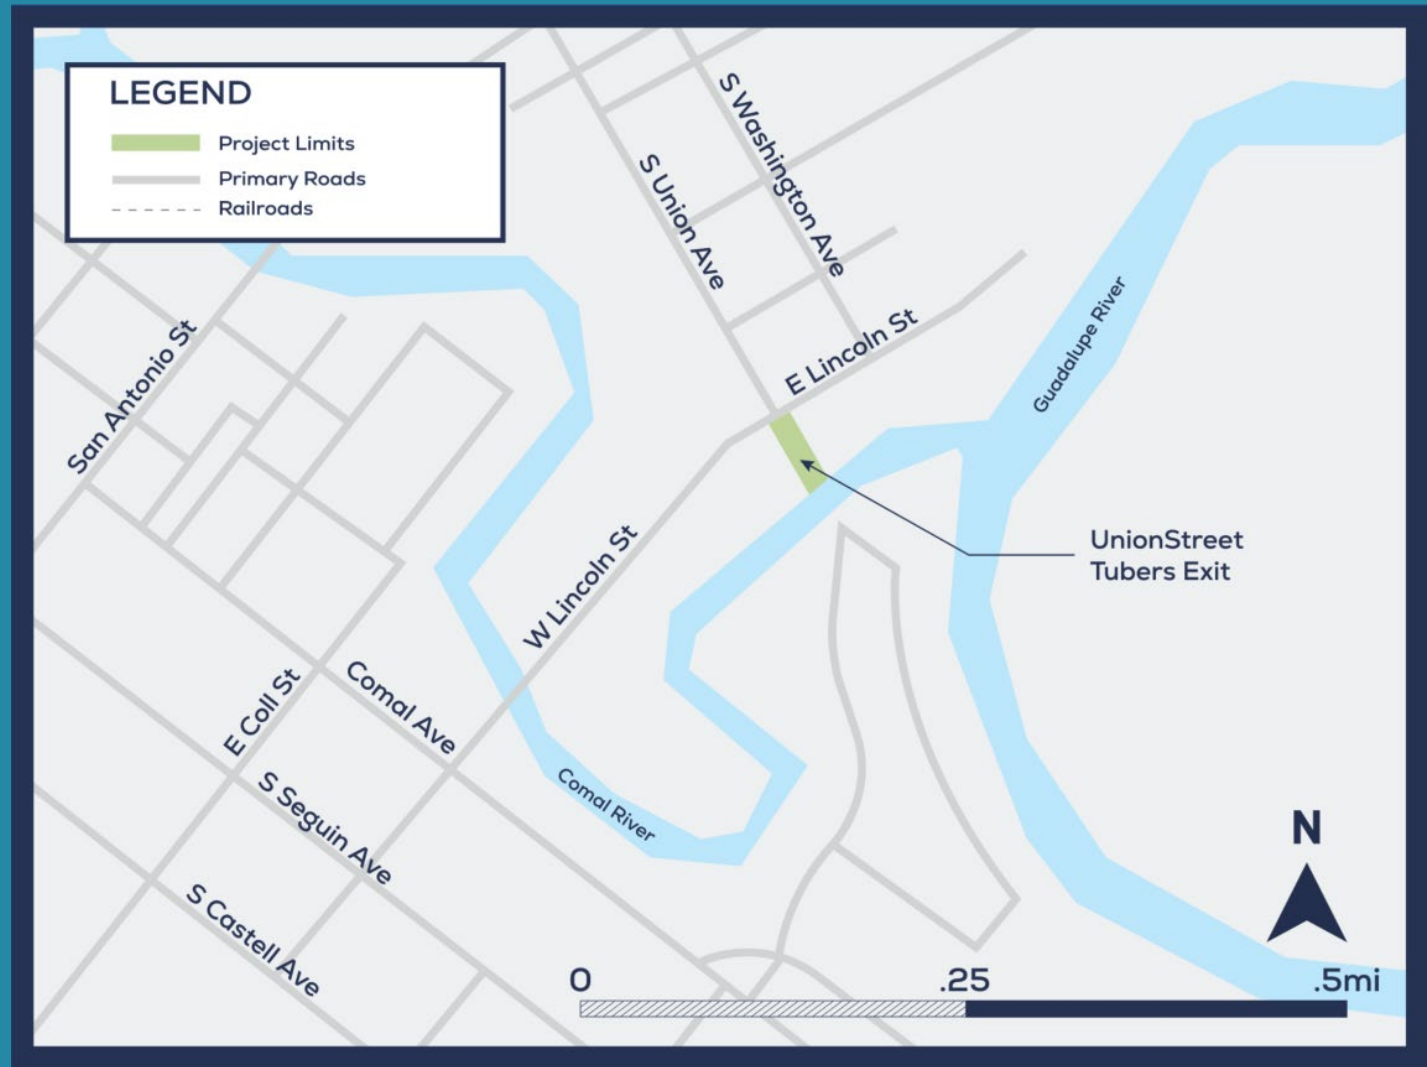 LEGEND
Project Limits
Primary Roads
Railroads
S Washington Ave
S Union Ave
E Lincoln St
Guadalupe River
San Antonio St
UnionStreet
Tubers Exit
W Lincoln St
E Coll St
Comal Ave
Comal River
S Seguin Ave
S Castell Ave
N
0
.25
.5mi